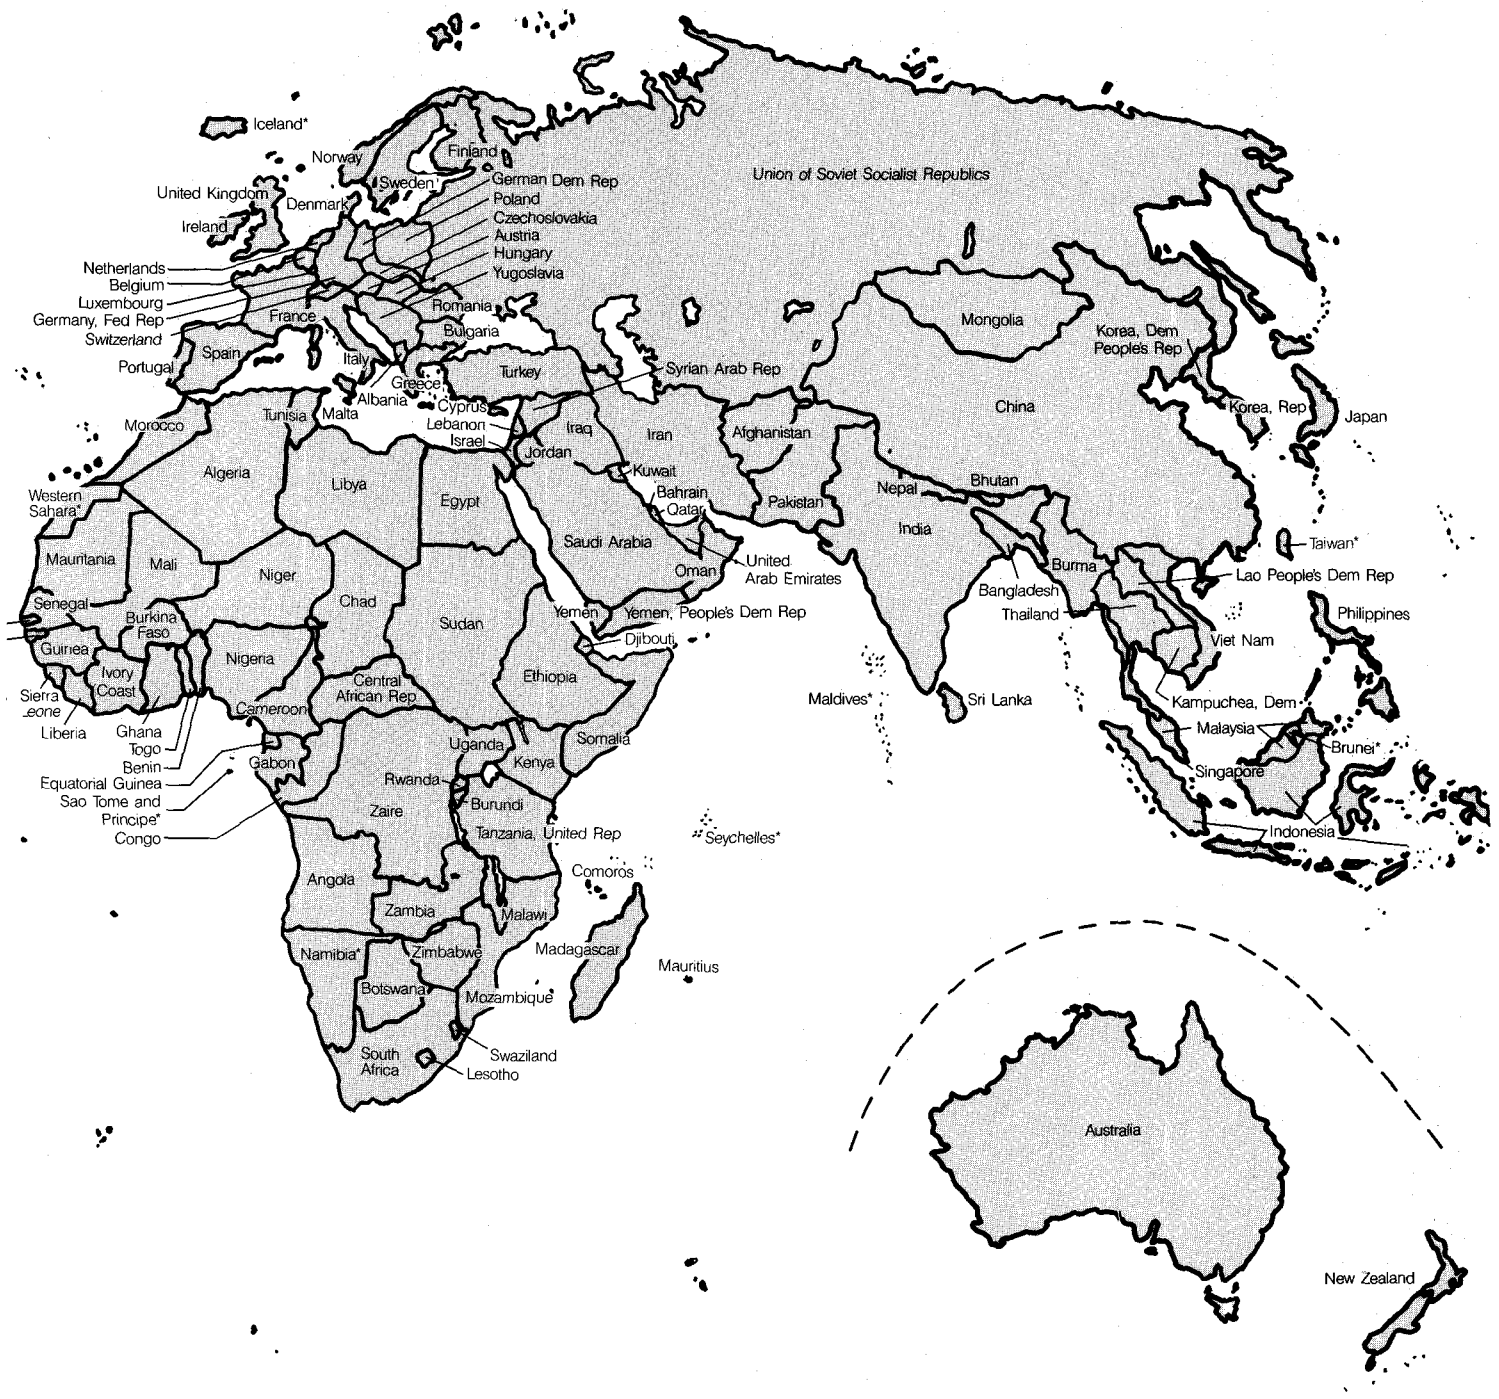 Iceland*
Norway
Finland
Sweden
United Kingdom
Denmark
Ireland
German Dem Rep
Poland
Czechoslovakia
Austria
Hungary
Yugoslavia
Netherlands
Belgium
Luxembourg
Germany, Fed Rep
Switzerland
France
Romania
Bulgaria
Portugal
Spain
Italy
Albania
Greece
Turkey
Syrian Arab Rep
Union of Soviet Socialist Republics
Mongolia
Korea, Dem
People's Rep
Korea, Rep
Japan
China
Morocco
Tunisia
Malta
Cyprus
Lebanon
Israel
Jordan
Iraq
Iran
Afghanistan
Kuwait
Bahrain
Qatar
Pakistan
Nepal
Bhutan
India
Western
Sahara*
Algeria
Libya
Egypt
Saudi Arabia
United
Arab Emirates
Oman
Yemen
Yemen, People's Dem Rep
Djibouti
Bangladesh
Burma
Thailand
Taiwan*
Lao People's Dem Rep
Philippines
Viet Nam
Kampuchea, Dem
Malaysia
Brunei*
Singapore
Indonesia
Maldives*
Sri Lanka
Mauritania
Mali
Niger
Chad
Sudan
Senegal
Burkina
Faso
Guinea
Ivory
Coast
Nigeria
Central
African Rep
Ethiopia
Sierra
eone
Liberia
Ghana
Togo
Benin
Cameroon
Equatorial Guinea
Sao Tome and
Principe*
Congo
Gabon
Uganda
Kenya
Somalia
Rwanda
Burundi
Zaire
Tanzania, United Rep
Seychelles*
Comoros
Angola
Zambia
Malawi
Namibia*
Zimbabwe
Madagascar
Mauritius
Botswana
Mozambique
South
Africa
Swaziland
Lesotho
Australia
New Zealand